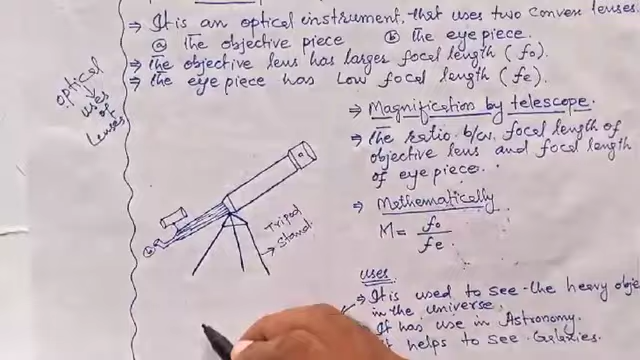 ⇒ It is an optical instrument, that uses two convex lenses.
(a) The objective piece (b) The eye piece.
⇒ The objective lens has larger focal length (fo).
⇒ The eye piece has Low focal length (fe).
optical
↓
uses
of
lenses
⇒ Magnification by telescope.
⇒ The ratio b/w focal length of
objective lens and focal length
of eye piece.
⇒ Mathematically
M = fo
fe
Tripod
→ Stand.
(b)
uses
⇒ It is used to see the heavy obje
in the universe.
It has use in Astronomy.
It helps to see Galaxies.